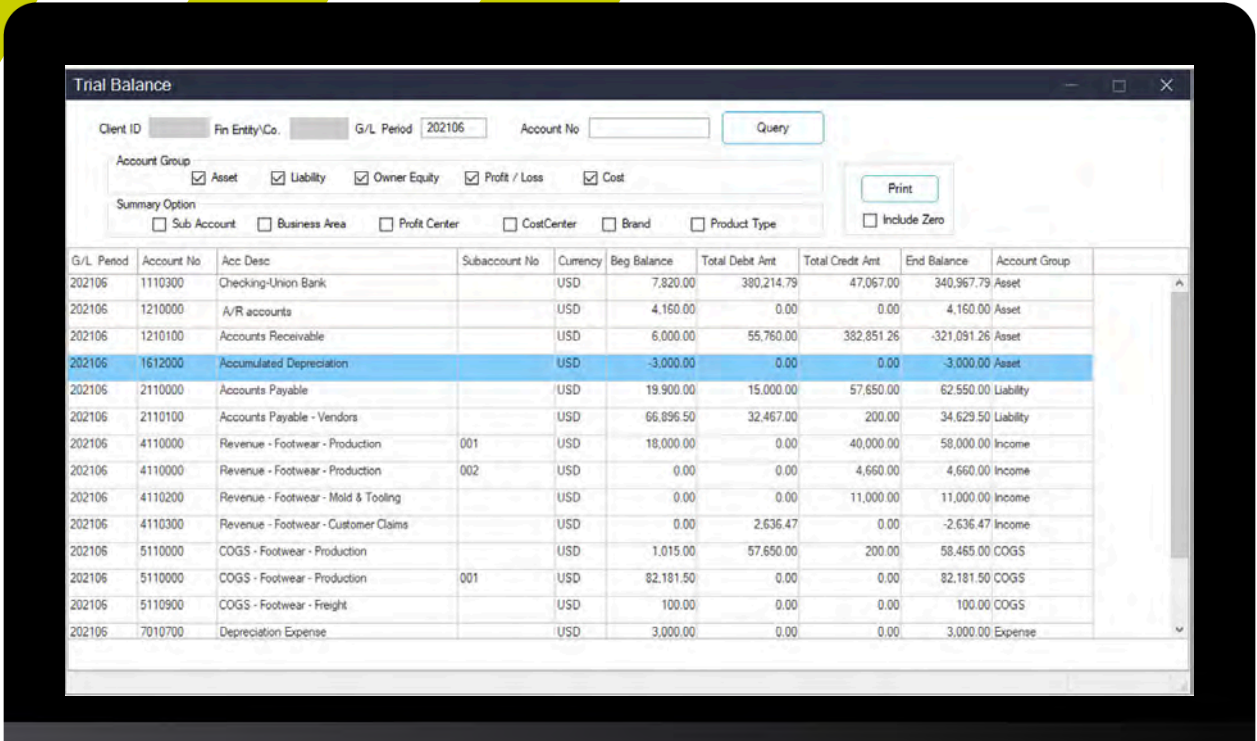 Trial Balance
Client ID Fin Entity\Co. G/L Period 202106 Account No Query
Account Group
Asset Liability Owner Equity Profit / Loss Cost
Print
Summary Option
Sub Account Business Area Profit Center CostCenter Brand Product Type Include Zero
G/L Period Account No Acc Desc Subaccount No Currency Beg Balance Total Debit Amt Total Credit Amt End Balance Account Group
202106 1110300 Checking-Union Bank USD 7,820.00 380,214.79 47,067.00 340,967.79 Asset
202106 1210000 A/R accounts USD 4,160.00 0.00 0.00 4,160.00 Asset
202106 1210100 Accounts Receivable USD 6,000.00 55,760.00 382,851.26 -321,091.26 Asset
202106 1612000 Accumulated Depreciation USD -3,000.00 0.00 0.00 -3,000.00 Asset
202106 2110000 Accounts Payable USD 19,900.00 15,000.00 57,650.00 62,550.00 Liability
202106 2110100 Accounts Payable - Vendors USD 66,896.50 32,467.00 200.00 34,629.50 Liability
202106 4110000 Revenue - Footwear - Production 001 USD 18,000.00 0.00 40,000.00 58,000.00 Income
202106 4110000 Revenue - Footwear - Production 002 USD 0.00 0.00 4,660.00 4,660.00 Income
202106 4110200 Revenue - Footwear - Mold & Tooling USD 0.00 0.00 11,000.00 11,000.00 Income
202106 4110300 Revenue - Footwear - Customer Claims USD 0.00 2,636.47 0.00 -2,636.47 Income
202106 5110000 COGS - Footwear - Production USD 1,015.00 57,650.00 200.00 58,465.00 COGS
202106 5110000 COGS - Footwear - Production 001 USD 82,181.50 0.00 0.00 82,181.50 COGS
202106 5110900 COGS - Footwear - Freight USD 100.00 0.00 0.00 100.00 COGS
202106 7010700 Depreciation Expense USD 3,000.00 0.00 0.00 3,000.00 Expense